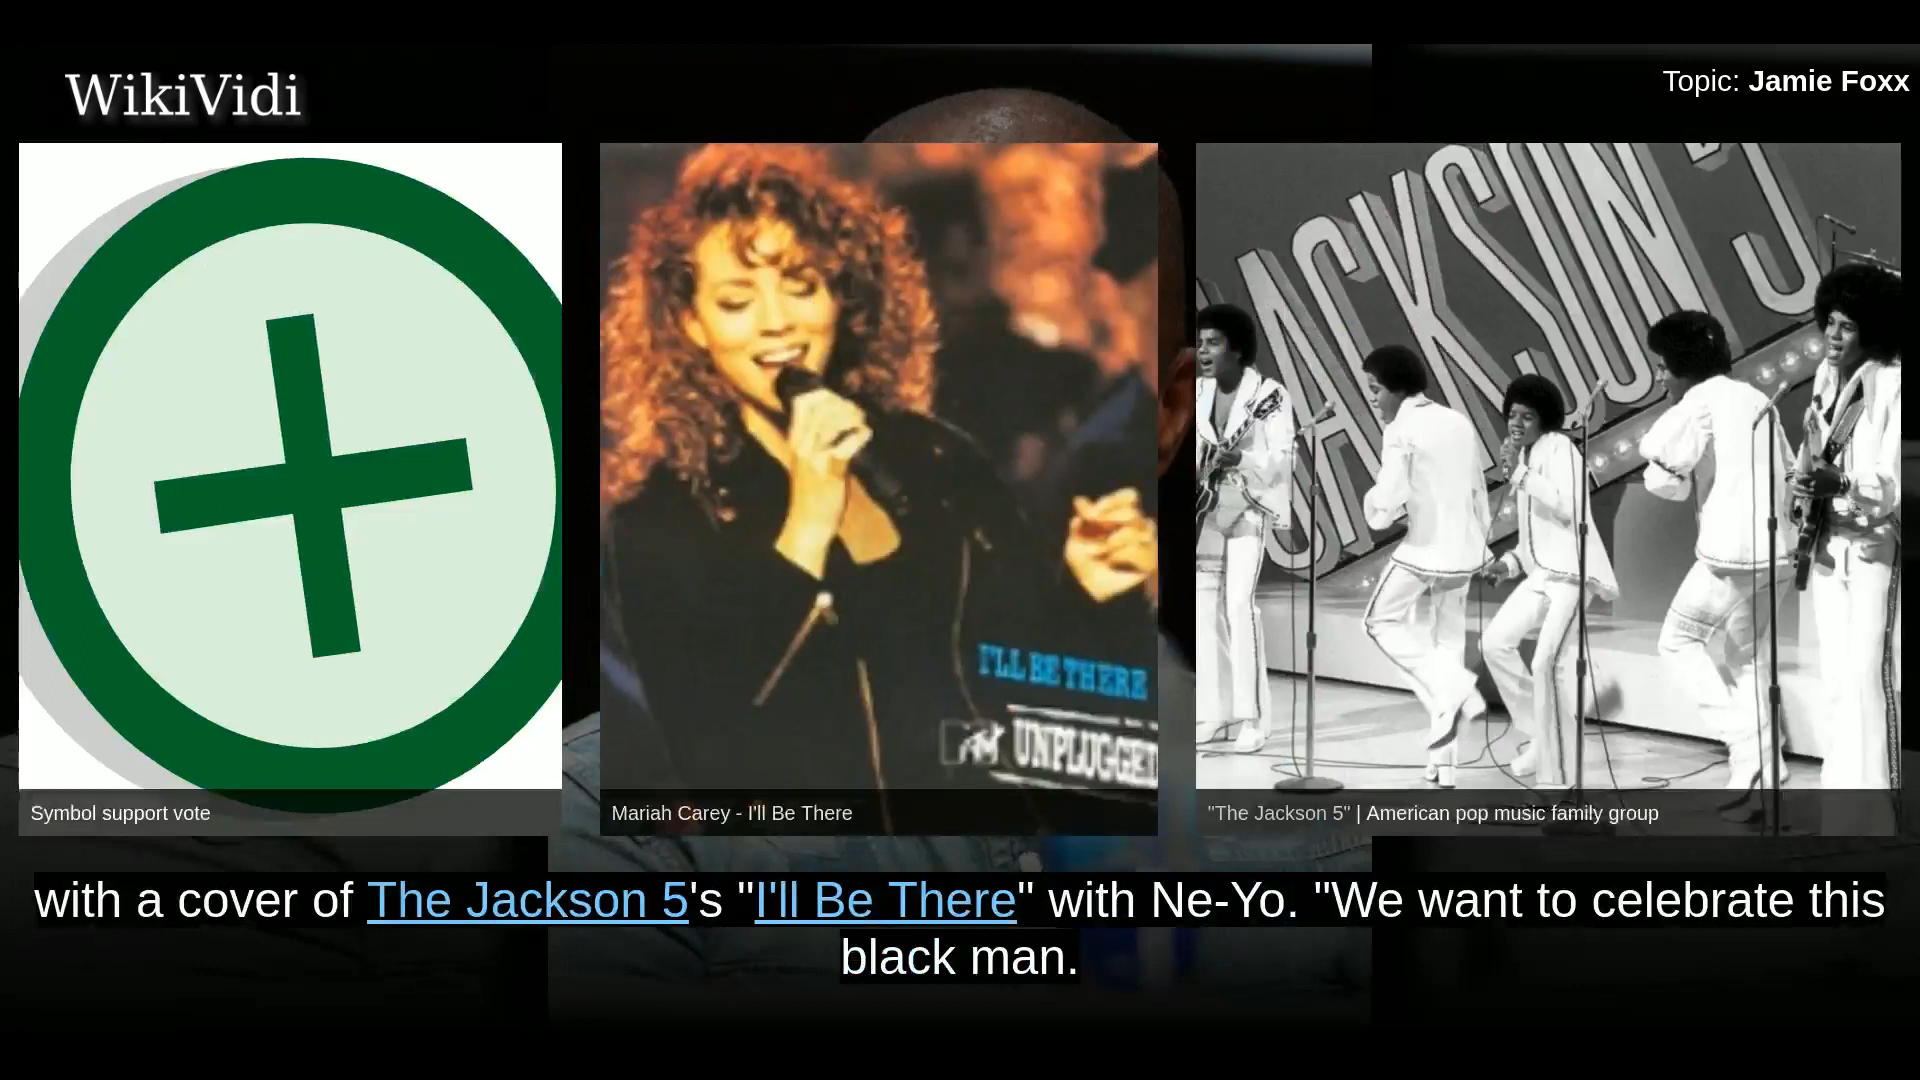 WikiVidi
Topic: Jamie Foxx
JACKSON 5
I'LL BE THERE
UNPLUGGED
Symbol support vote
Mariah Carey - I'll Be There
"The Jackson 5" | American pop music family group
with a cover of The Jackson 5's "I'll Be There" with Ne-Yo. "We want to celebrate this
black man.